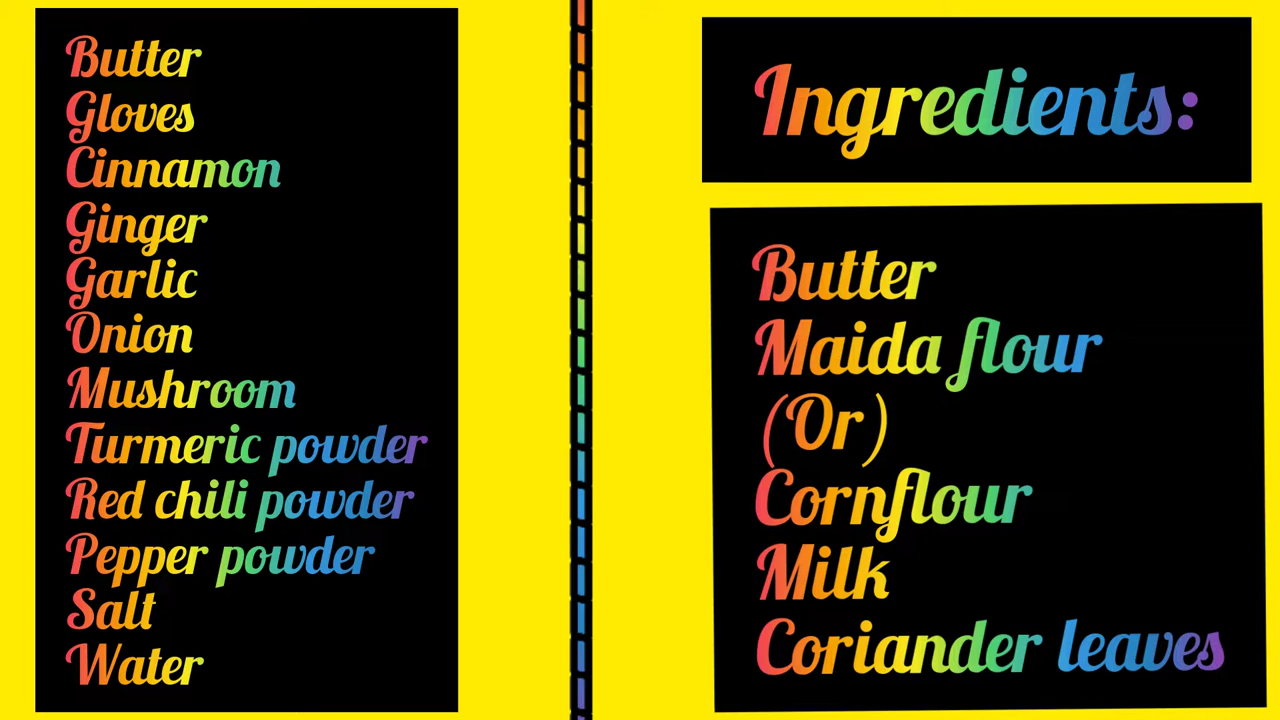 Butter
Gloves
Cinnamon
Ginger
Garlic
Onion
Mushroom
Turmeric powder
Red chili powder
Pepper powder
Salt
Water
Ingredients:
Butter
Maida flour
(Or)
Cornflour
Milk
Coriander leaves